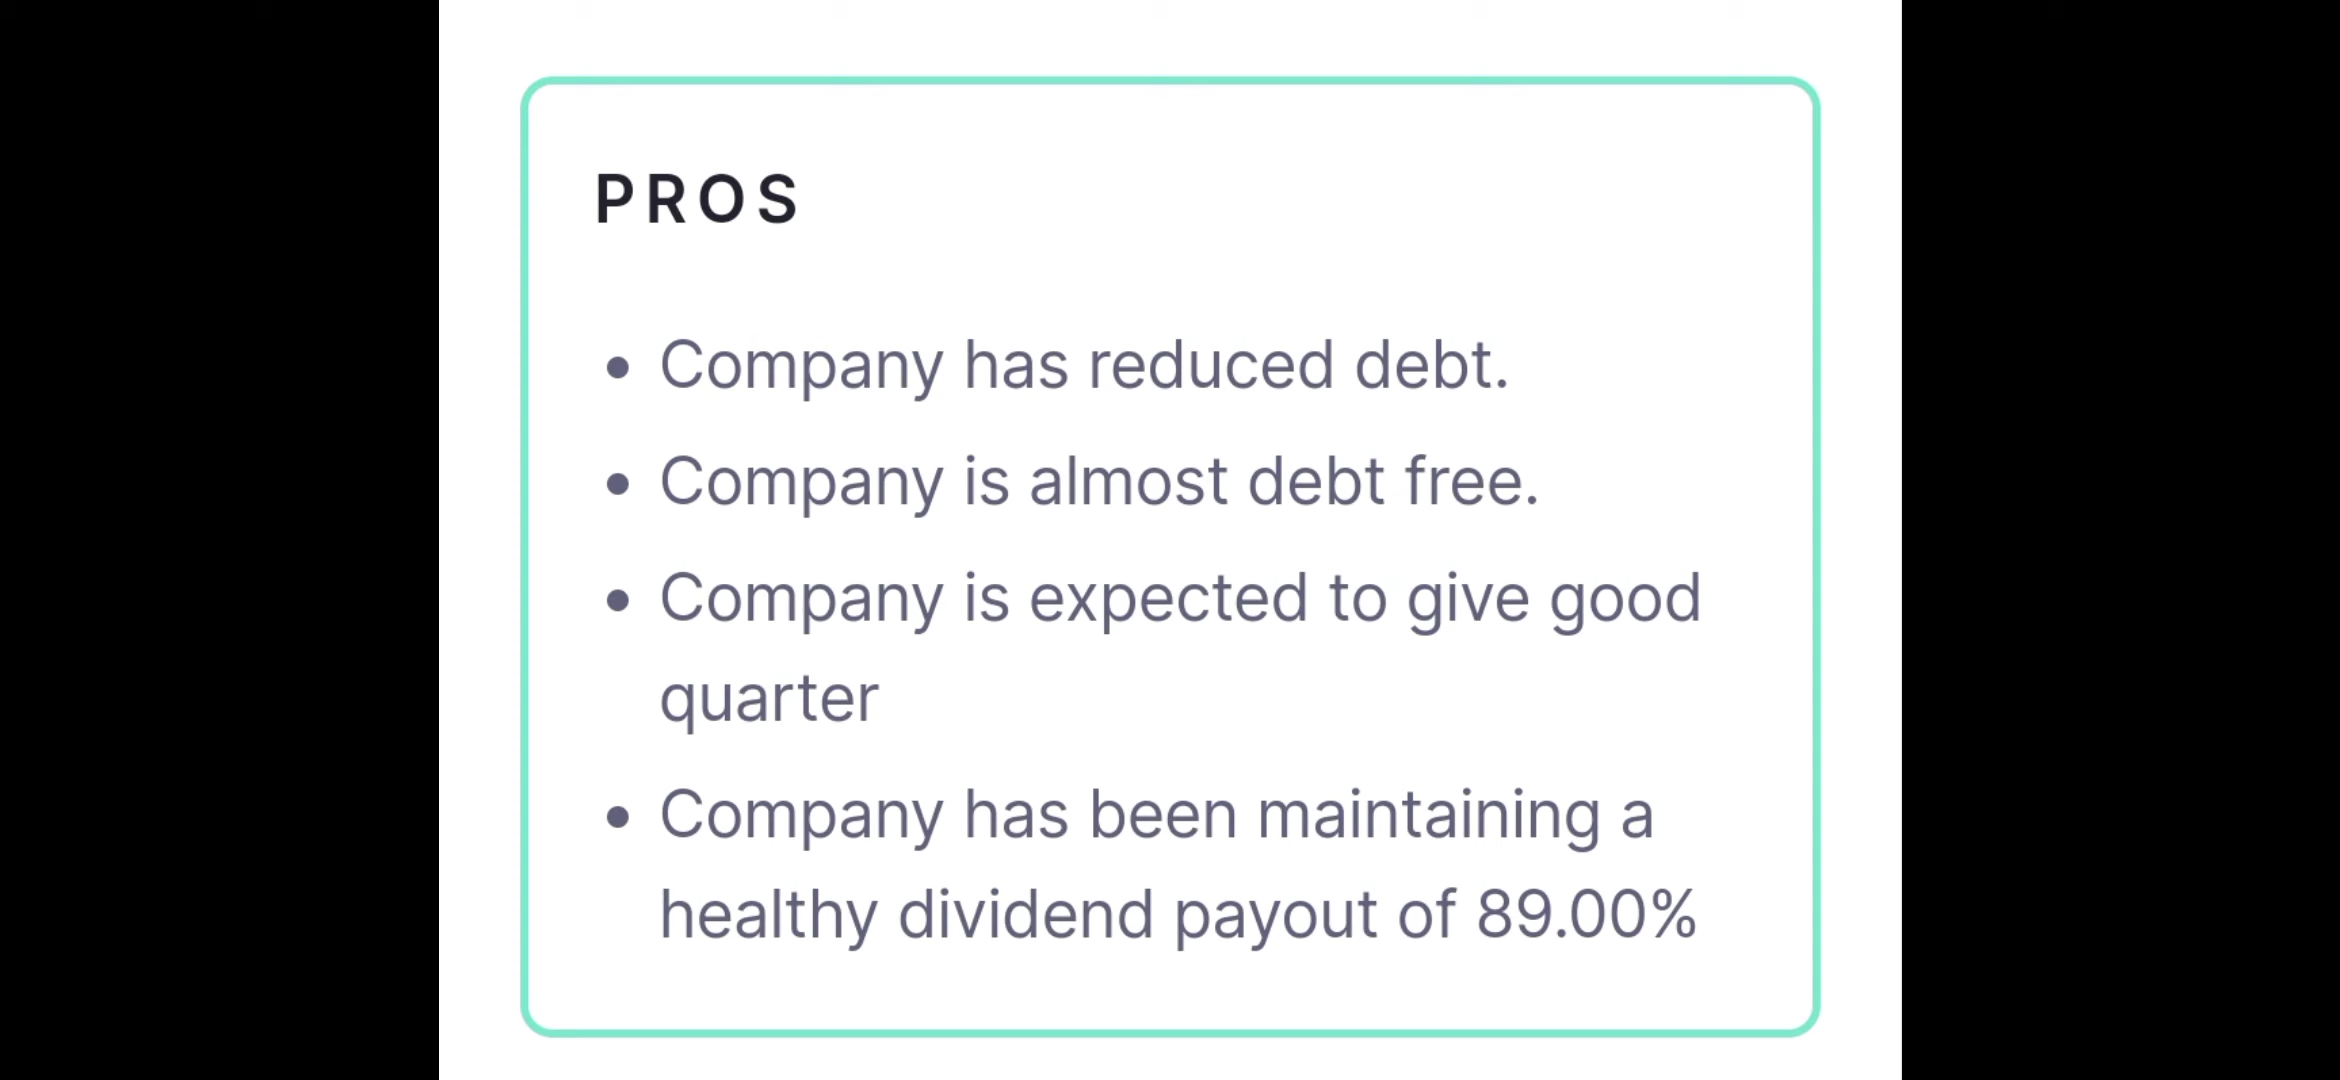 PROS
• Company has reduced debt.
• Company is almost debt free.
• Company is expected to give good
quarter
• Company has been maintaining a
healthy dividend payout of 89.00%